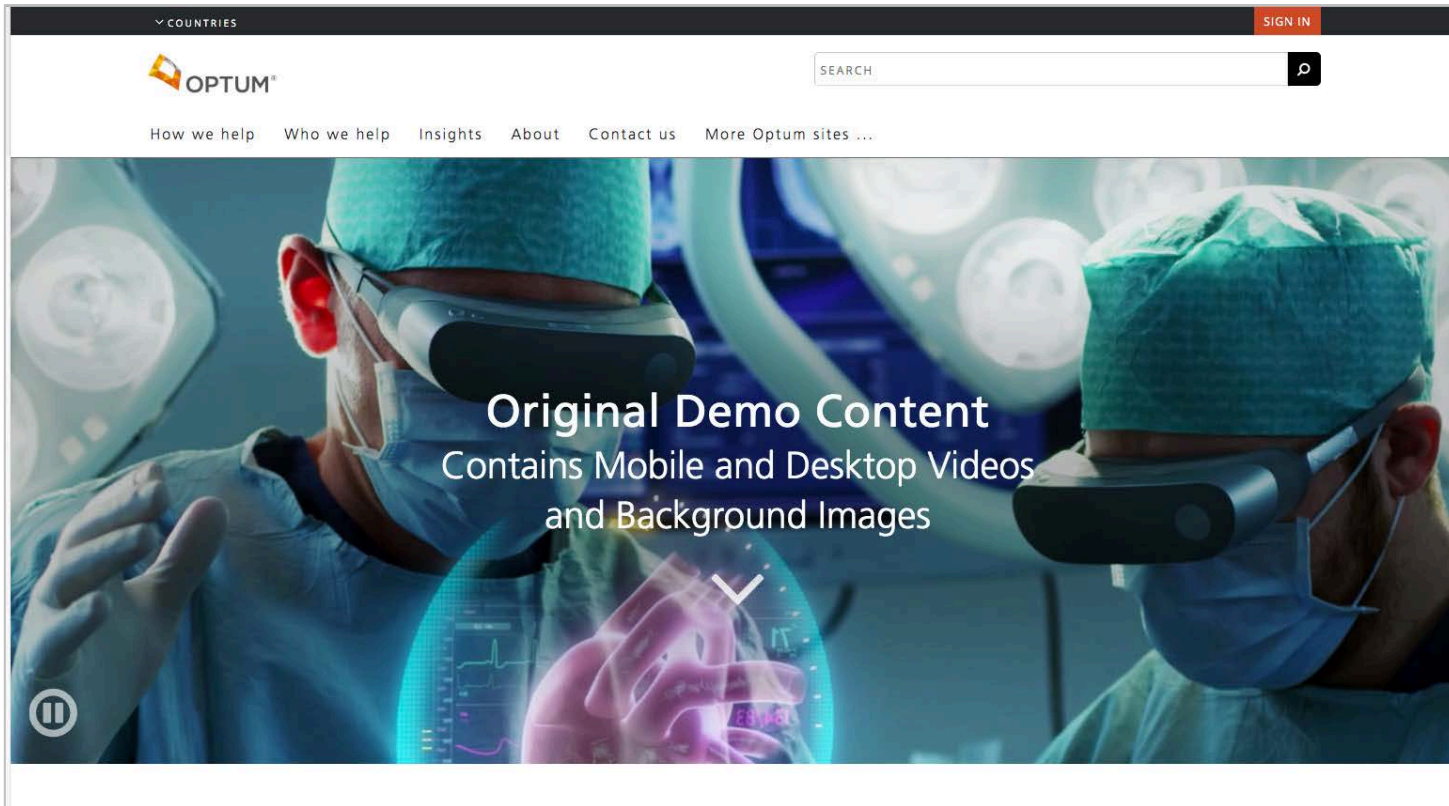 COUNTRIES
SIGN IN
OPTUM®
SEARCH
How we help Who we help Insights About Contact us More Optum sites ...
Original Demo Content
Contains Mobile and Desktop Videos
and Background Images